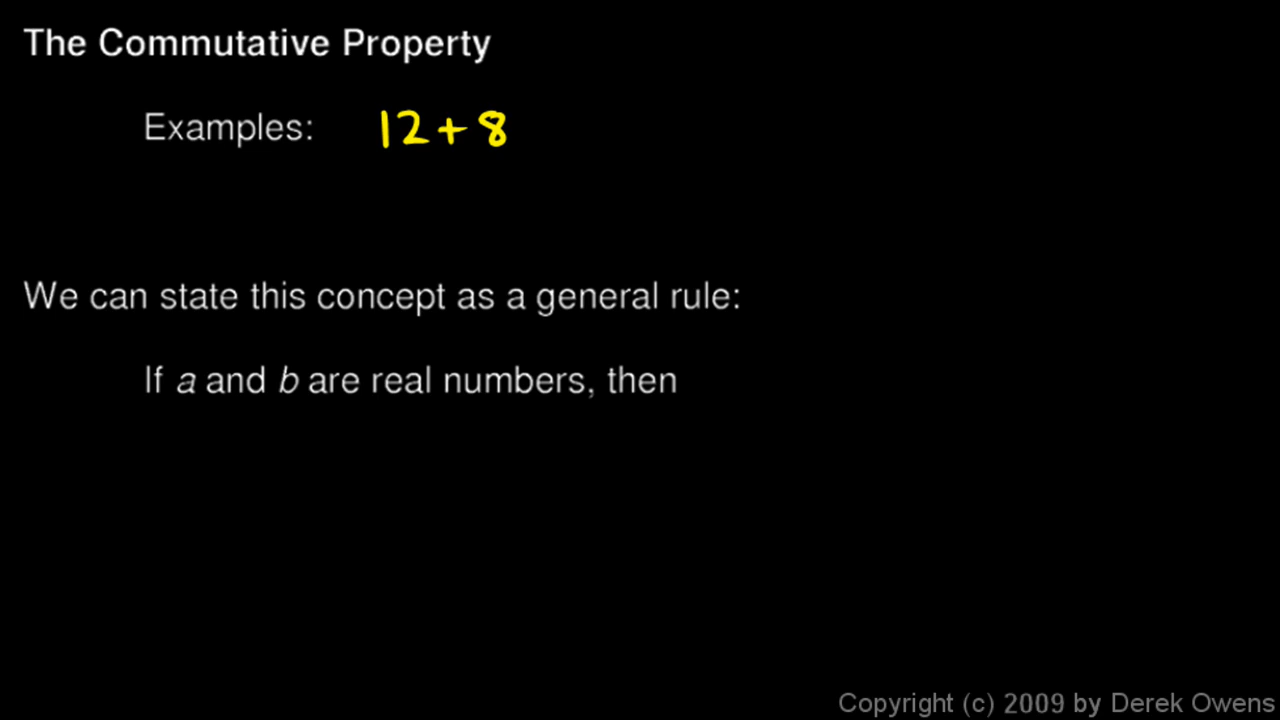 The Commutative Property
Examples: 12+8
We can state this concept as a general rule:
If a and b are real numbers, then
Copyright (c) 2009 by Derek Owens